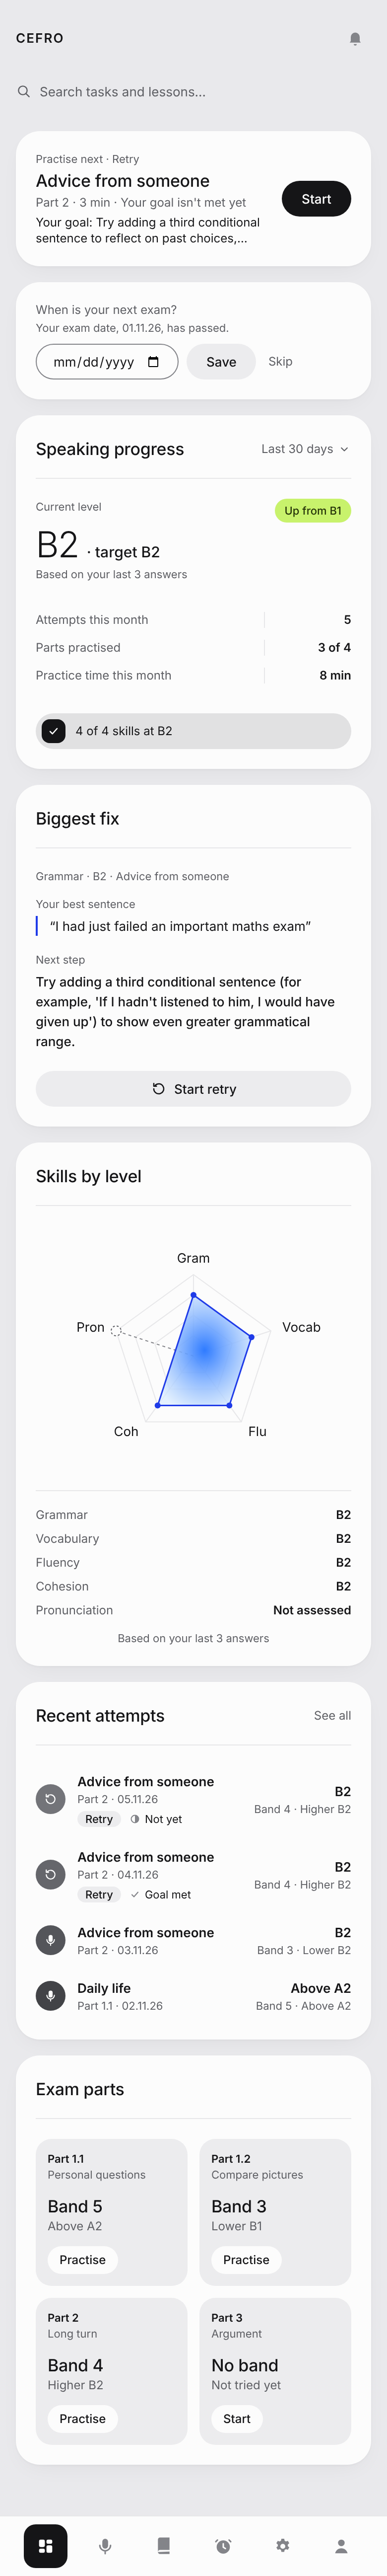 CEFRO
Search tasks and lessons...
Practise next · Retry
Advice from someone
Part 2 · 3 min · Your goal isn't met yet
Your goal: Try adding a third conditional
sentence to reflect on past choices,...
Start
When is your next exam?
Your exam date, 01.11.26, has passed.
mm/dd/yyyy
Save
Skip
Speaking progress
Last 30 days
Current level
Up from B1
B2 · target B2
Based on your last 3 answers
Attempts this month 5
Parts practised 3 of 4
Practice time this month 8 min
4 of 4 skills at B2
Biggest fix
Grammar · B2 · Advice from someone
Your best sentence
“I had just failed an important maths exam”
Next step
Try adding a third conditional sentence (for
example, 'If I hadn't listened to him, I would have
given up') to show even greater grammatical
range.
Start retry
Skills by level
Gram
Pron
Vocab
Coh
Flu
Grammar B2
Vocabulary B2
Fluency B2
Cohesion B2
Pronunciation Not assessed
Based on your last 3 answers
Recent attempts
See all
Advice from someone
Part 2 · 05.11.26
Retry Not yet
B2
Band 4 · Higher B2
Advice from someone
Part 2 · 04.11.26
Retry Goal met
B2
Band 4 · Higher B2
Advice from someone
Part 2 · 03.11.26
B2
Band 3 · Lower B2
Daily life
Part 1.1 · 02.11.26
Above A2
Band 5 · Above A2
Exam parts
Part 1.1
Personal questions
Band 5
Above A2
Practise
Part 1.2
Compare pictures
Band 3
Lower B1
Practise
Part 2
Long turn
Band 4
Higher B2
Practise
Part 3
Argument
No band
Not tried yet
Start